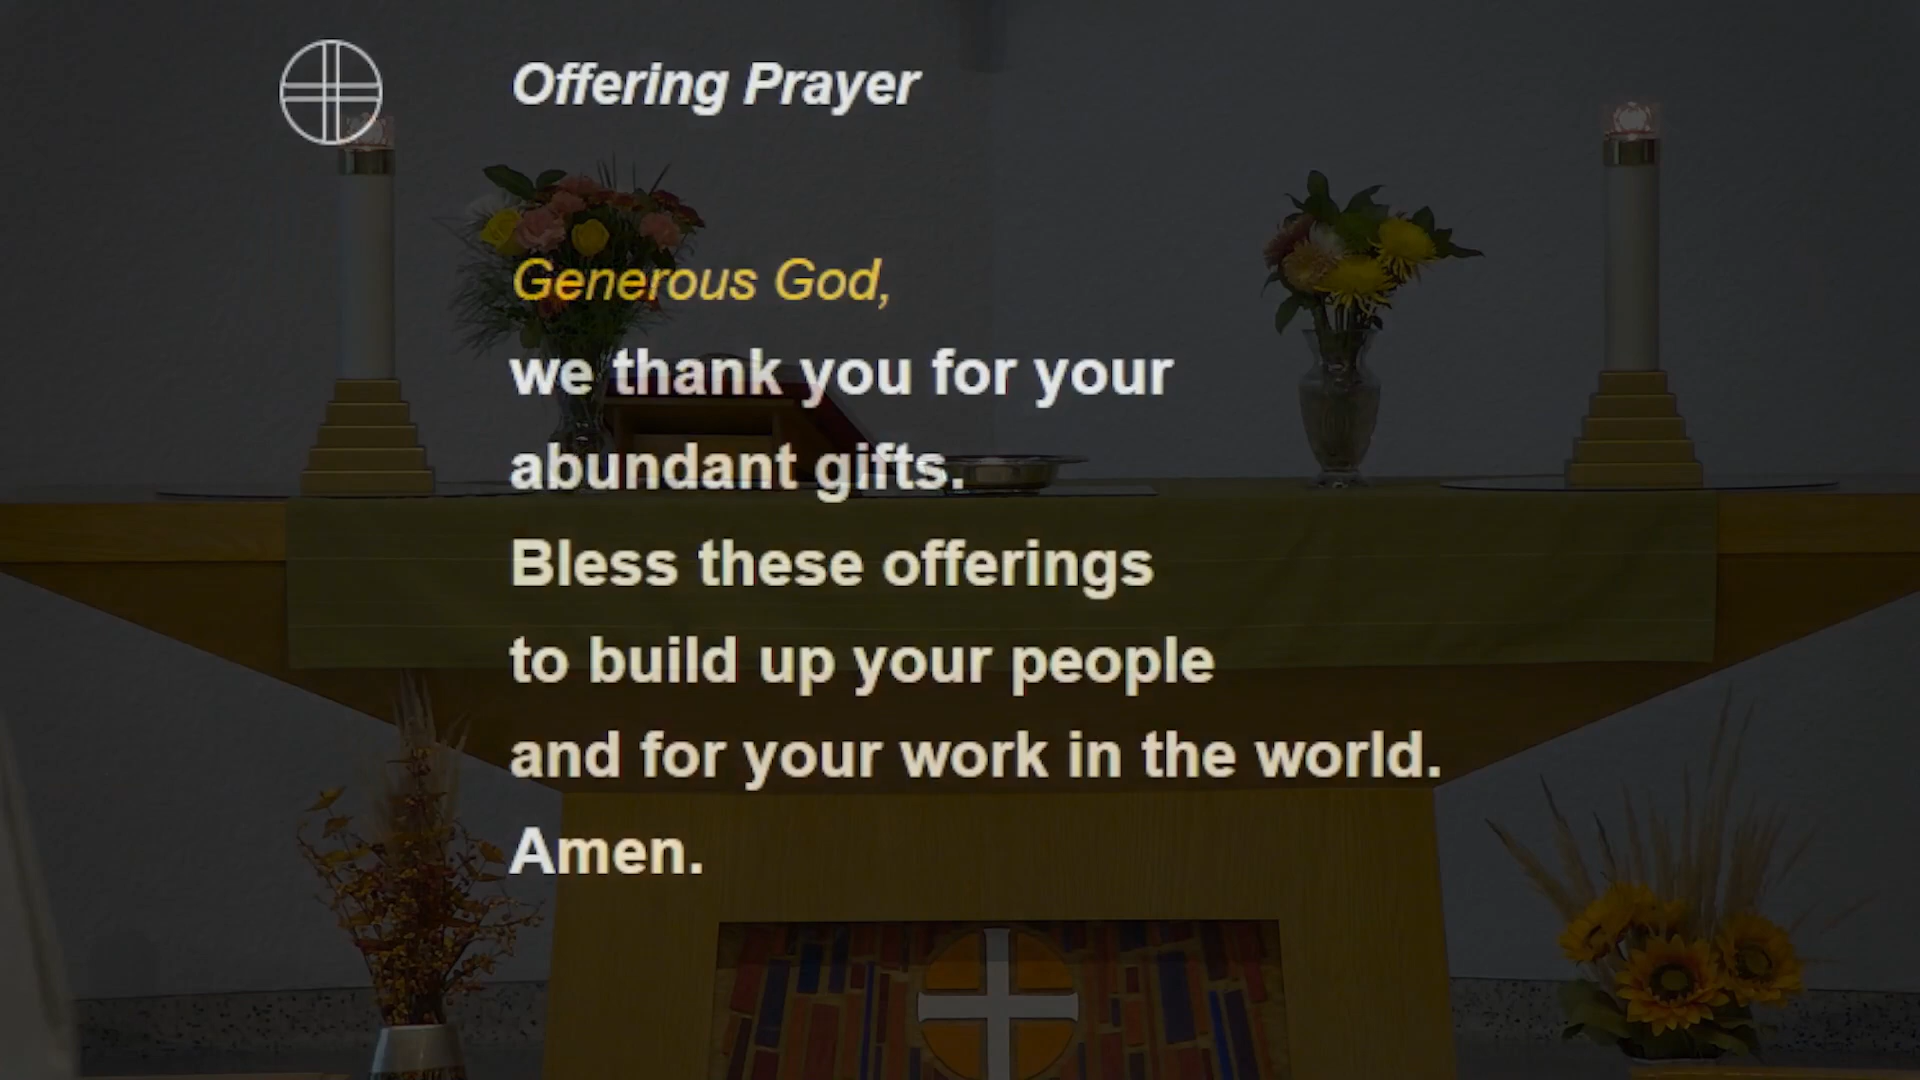 Offering Prayer
Generous God,
we thank you for your
abundant gifts.
Bless these offerings
to build up your people
and for your work in the world.
Amen.